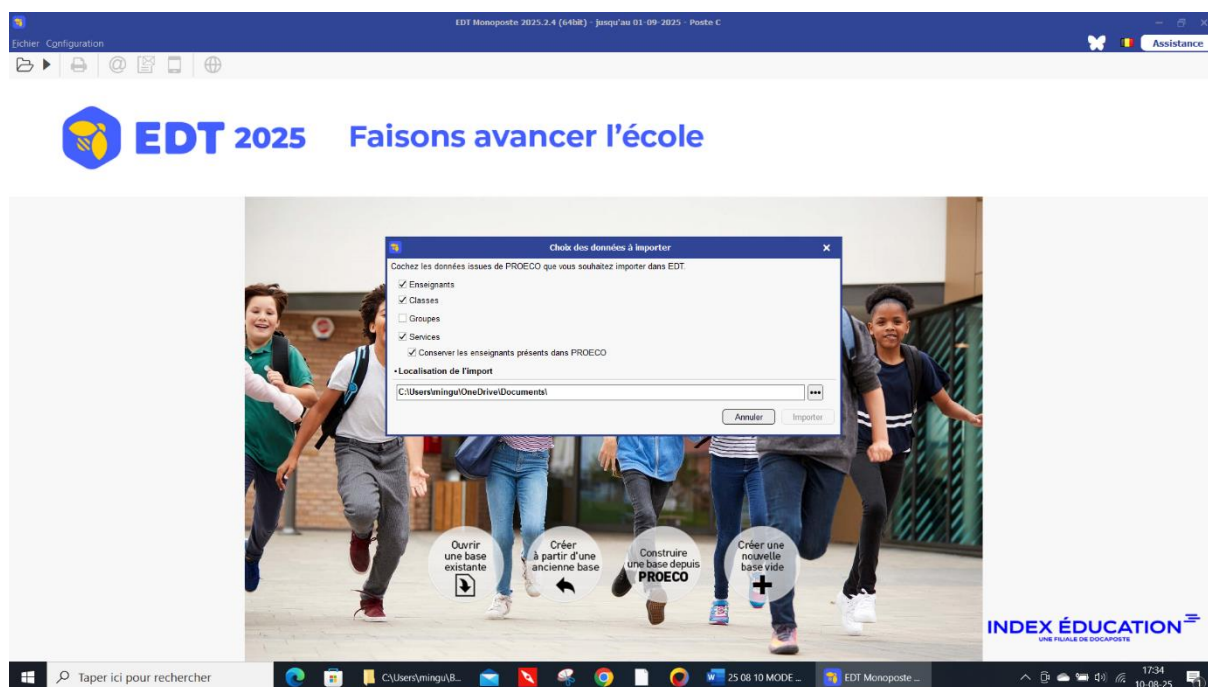 EDT Monoposte 2025.2.4 (64bit) - jusqu'au 01-09-2025 - Poste C
Fichier Configuration
Assistance
EDT 2025 Faisons avancer l'école
Choix des données à importer
Cochez les données issues de PROECO que vous souhaitez importer dans EDT.
Enseignants
Classes
Groupes
Services
Conserver les enseignants présents dans PROECO
Localisation de l'import
C:\Users\mingu\OneDrive\Documents\
Annuler Importer
Ouvrir
une base
existante
Créer
à partir d'une
ancienne base
Construire
une base depuis
PROECO
Créer une
nouvelle
base vide
INDEX ÉDUCATION
UNE FILIALE DE DOCAPOSTE
Taper ici pour rechercher
C:\Users\mingu\B...
25 08 10 MODE ...
EDT Monoposte ...
17:34
10-08-25